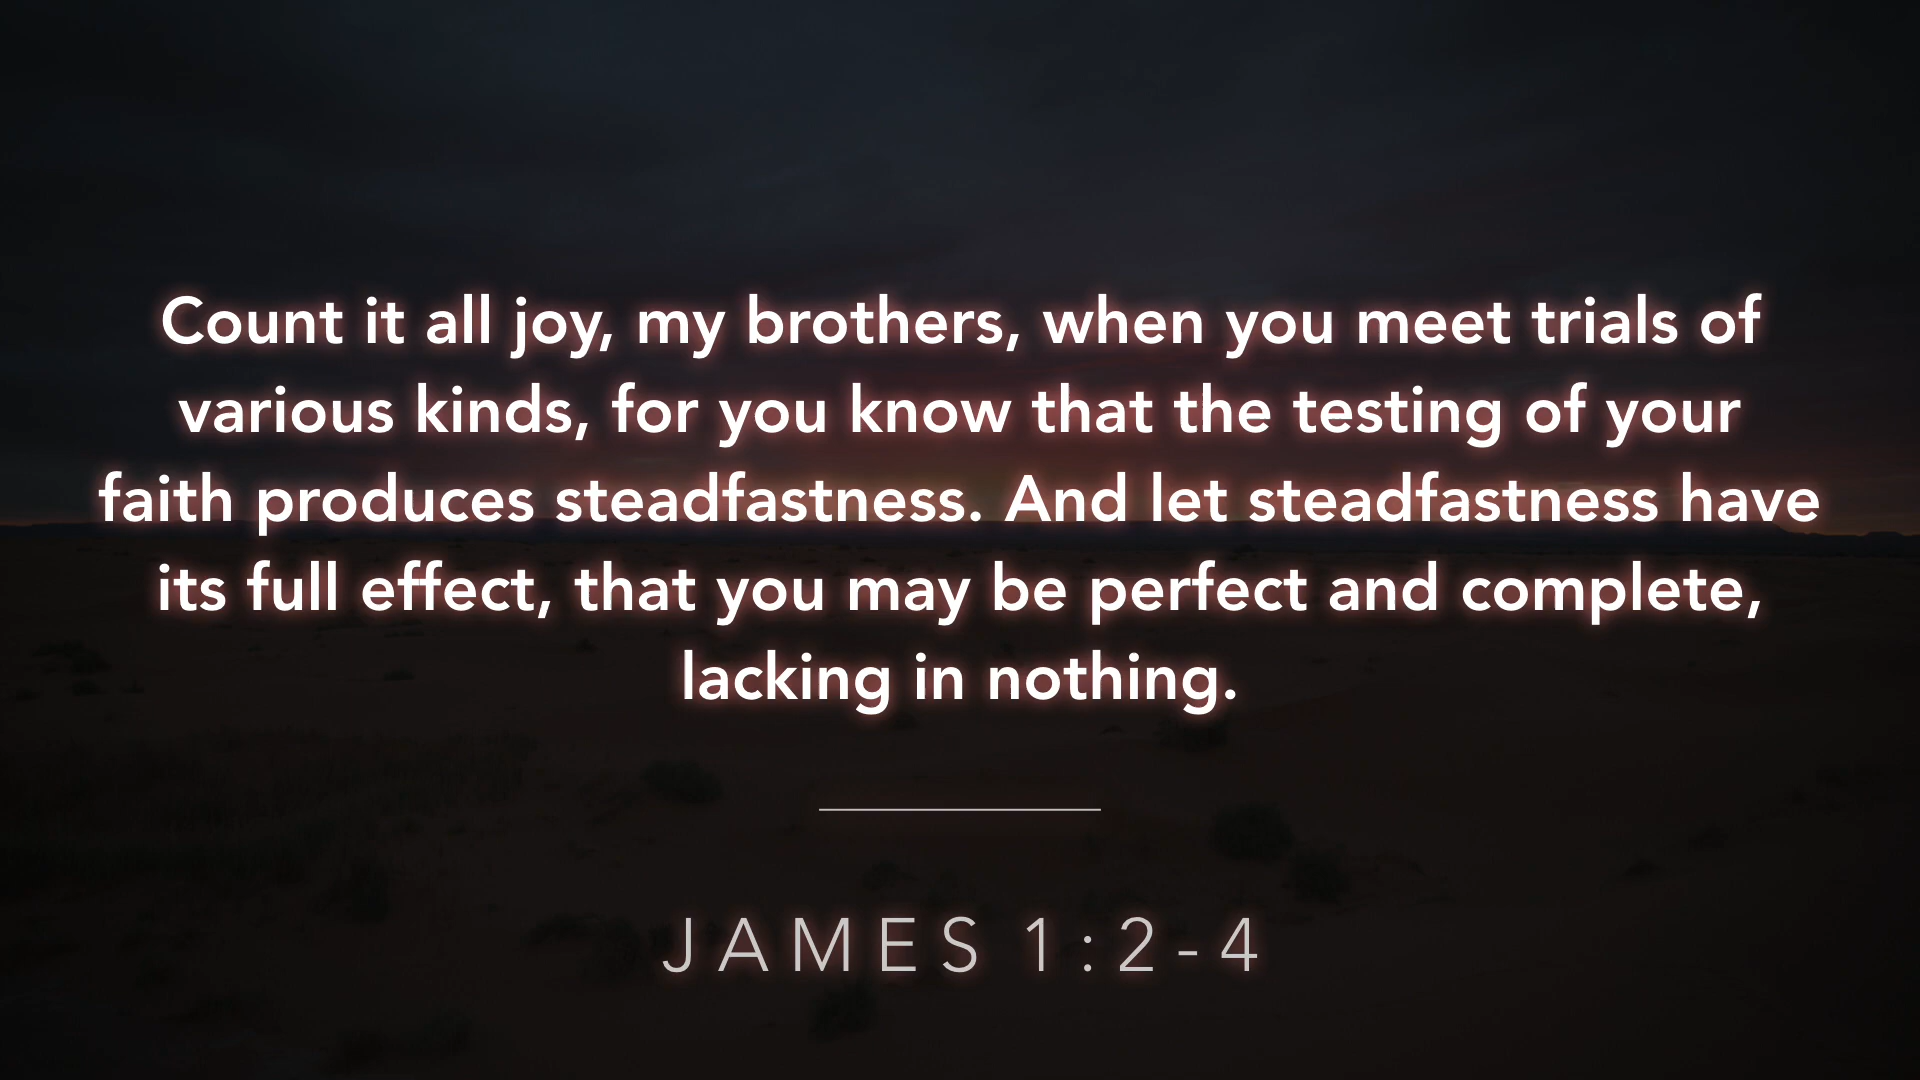 Count it all joy, my brothers, when you meet trials of
various kinds, for you know that the testing of your
faith produces steadfastness. And let steadfastness have
its full effect, that you may be perfect and complete,
lacking in nothing.
JAMES 1:2-4